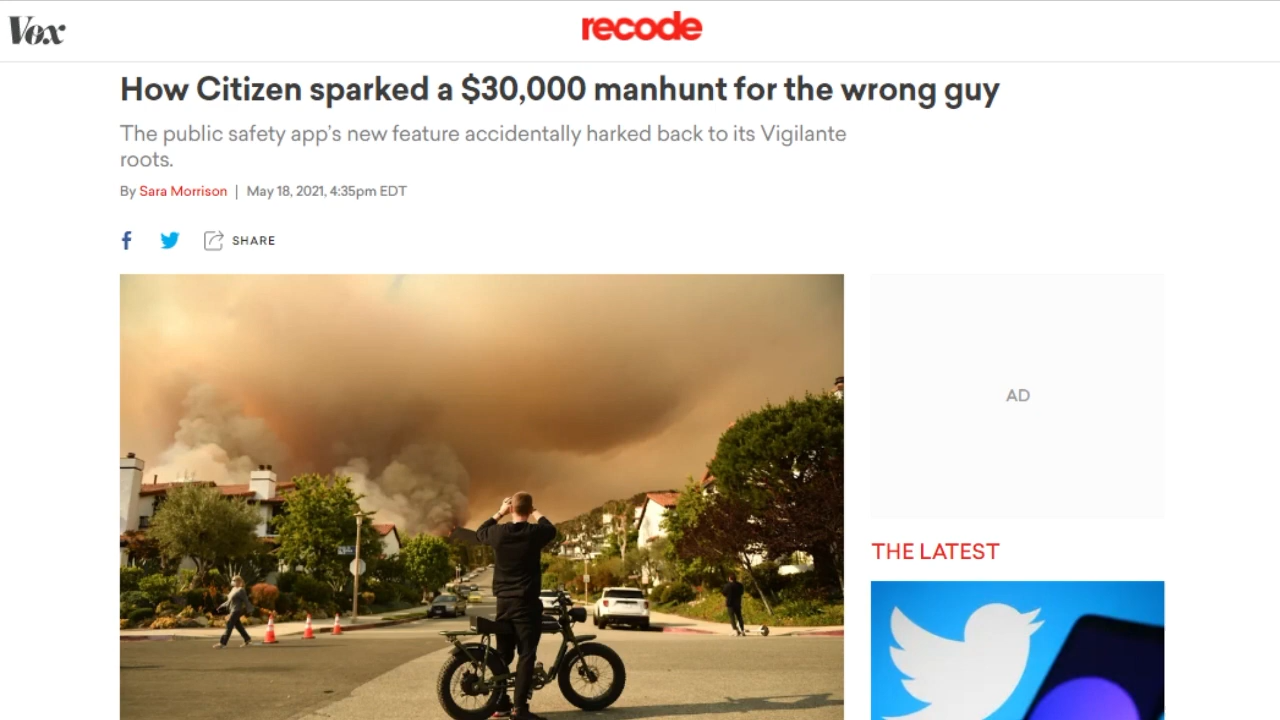 Vox
recode
How Citizen sparked a $30,000 manhunt for the wrong guy
The public safety app's new feature accidentally harked back to its Vigilante
roots.
By Sara Morrison | May 18, 2021, 4:35pm EDT
SHARE
AD
THE LATEST